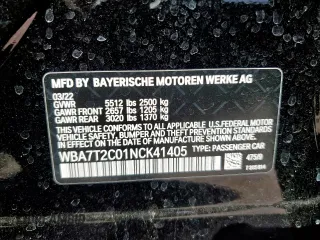 MFD BY BAYERISCHE MOTOREN WERKE AG
03/22
GVWR 5512 lbs 2500 kg
GAWR FRONT 2657 lbs 1205 kg
GAWR REAR 3020 lbs 1370 kg
THIS VEHICLE CONFORMS TO ALL APPLICABLE U.S.FEDERAL MOTOR
VEHICLE SAFETY, BUMPER, AND THEFT PREVENTION STANDARDS
IN EFFECT ON THE DATE OF MANUFACTURE SHOWN ABOVE.
WBA7T2C01NCK41405 TYPE: PASSENGER CAR
475/0